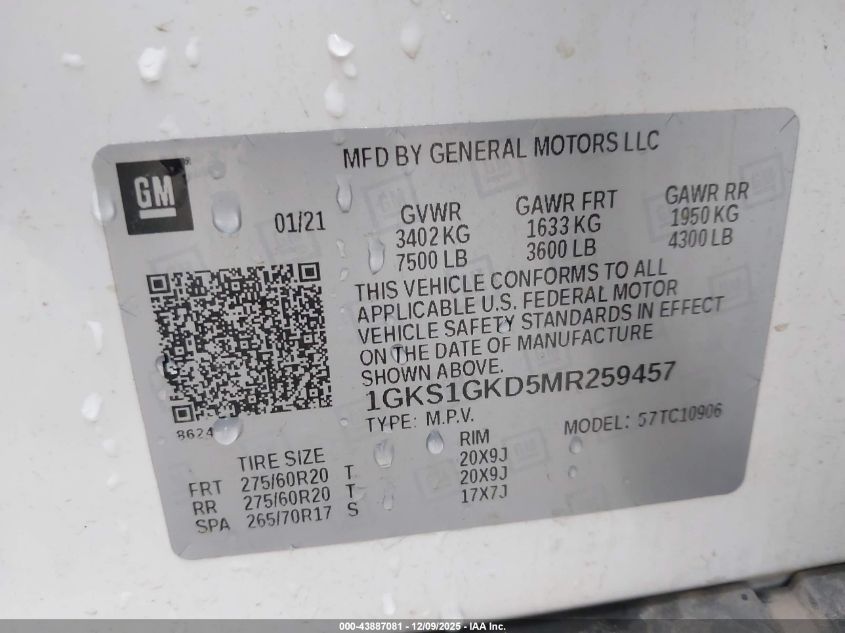 GM
MFD BY GENERAL MOTORS LLC
01/21
GVWR
3402 KG
7500 LB
GAWR FRT
1633 KG
3600 LB
GAWR RR
1950 KG
4300 LB
THIS VEHICLE CONFORMS TO ALL
APPLICABLE U.S. FEDERAL MOTOR
VEHICLE SAFETY STANDARDS IN EFFECT
ON THE DATE OF MANUFACTURE
SHOWN ABOVE.
1GKS1GKD5MR259457
TYPE: M.P.V.
MODEL: 57TC10906
8624
TIRE SIZE
RIM
FRT 275/60R20 T 20X9J
RR 275/60R20 T 20X9J
SPA 265/70R17 S 17X7J
000-43887081 - 12/09/2025 - IAA Inc.